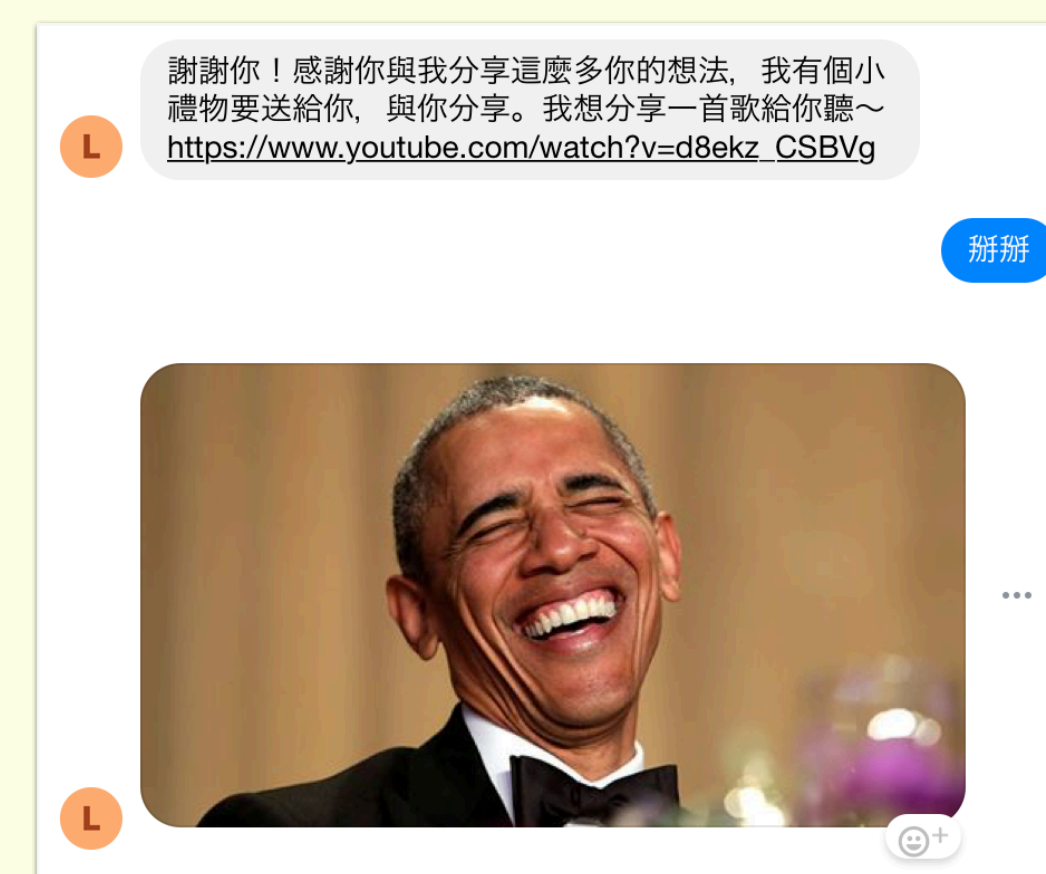 謝謝你！感謝你與我分享這麼多你的想法，我有個小
禮物要送給你，與你分享。我想分享一首歌給你聽～
https://www.youtube.com/watch?v=d8ekz_CSBVg
L
掰掰
L